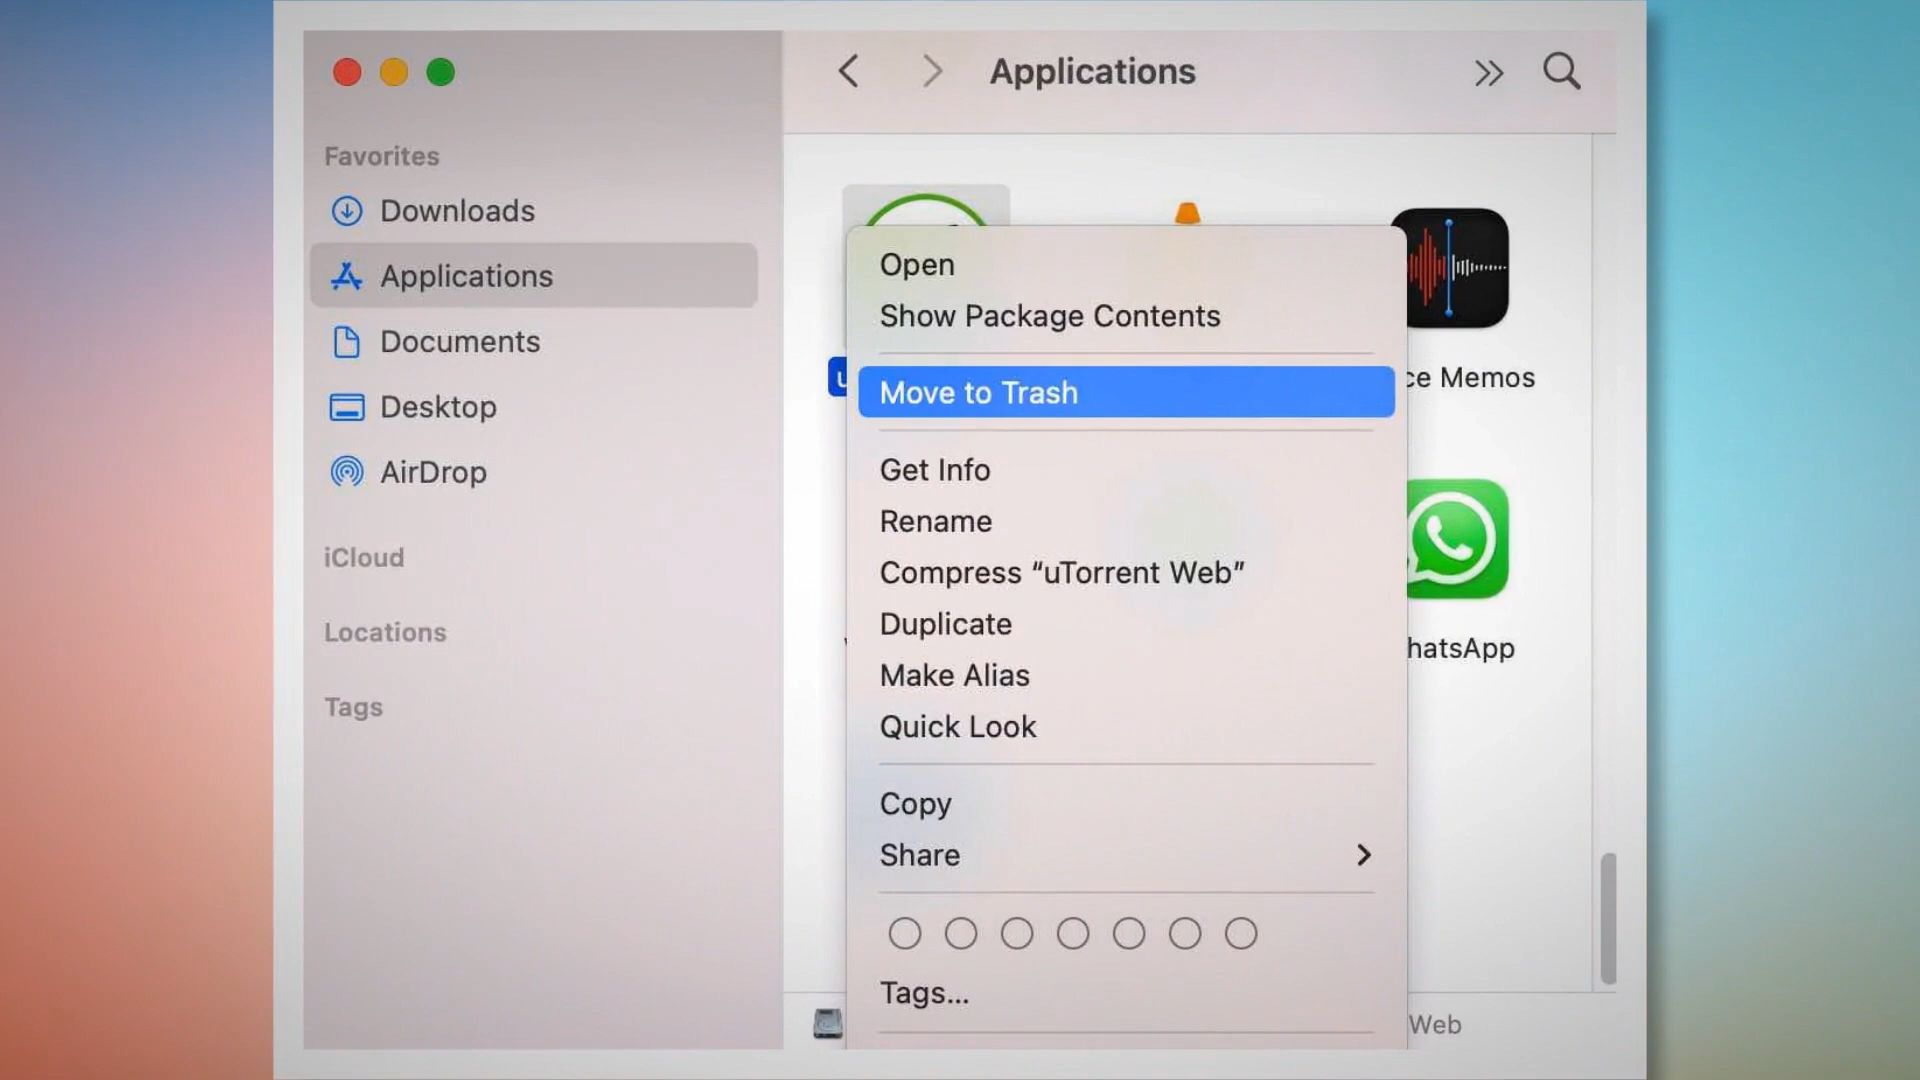 Applications
Favorites
Downloads
Applications
Documents
Desktop
AirDrop
iCloud
Locations
Tags
Open
Show Package Contents
Move to Trash
Get Info
Rename
Compress “uTorrent Web”
Duplicate
Make Alias
Quick Look
Copy
Share
Tags...
ce Memos
hatsApp
Web